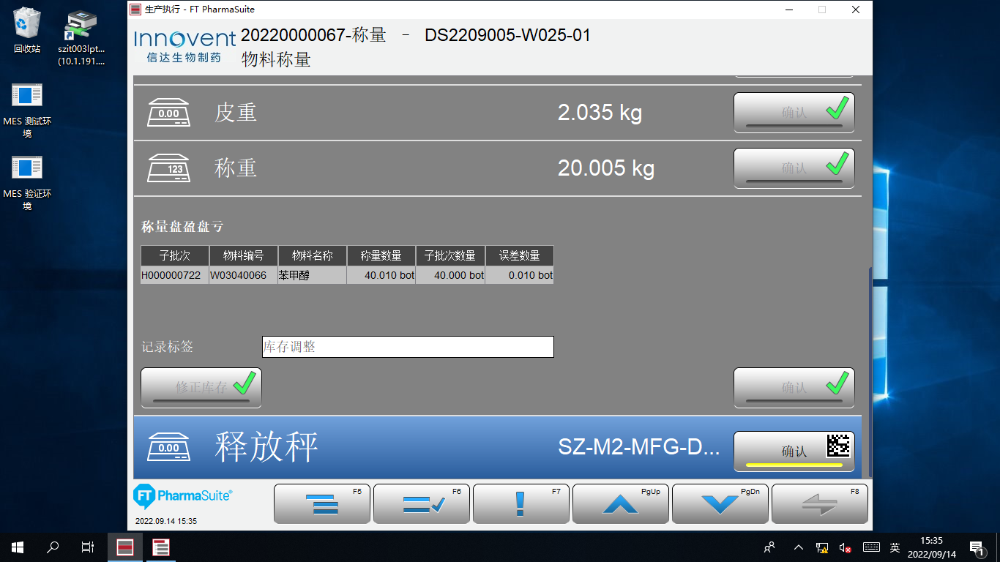 生产执行 - FT PharmaSuite
回收站
szit003lpt...
(10.1.191....
MES 测试环
境
MES 验证环
境
Innovent
信达生物制药
20220000067-称量 - DS2209005-W025-01
物料称量
0.00 皮重 2.035 kg 确认
123 称重 20.005 kg 确认
称量盘盈盘亏
子批次 物料编号 物料名称 称量数量 子批次数量 误差数量
H000000722 W03040066 苯甲醇 40.010 bot 40.000 bot 0.010 bot
记录标签 库存调整
修正库存 确认
0.00 释放秤 SZ-M2-MFG-D... 确认
FT PharmaSuite®
F5 F6 F7 PgUp PgDn F8
2022.09.14 15:35
英
15:35
2022/09/14
1